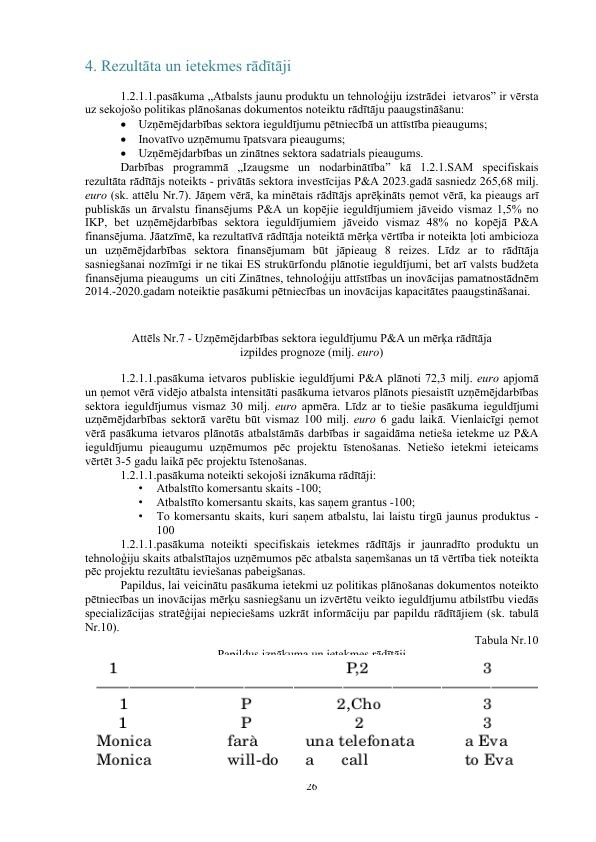 4. Rezultāta un ietekmes rādītāji
1.2.1.1.pasākuma „Atbalsts jaunu produktu un tehnoloģiju izstrādei ietvaros" ir vērsta
uz sekojošo politikas plānošanas dokumentos noteiktu rādītāju paaugstināšanu:
• Uzņēmējdarbības sektora ieguldījumu pētniecībā un attīstība pieaugums;
• Inovatīvo uzņēmumu īpatsvara pieaugums;
• Uzņēmējdarbības un zinātnes sektora sadatrials pieaugums.
Darbības programmā „Izaugsme un nodarbinātība" kā 1.2.1.SAM specifiskais
rezultāta rādītājs noteikts - privātās sektora investīcijas P&A 2023.gadā sasniedz 265,68 milj.
euro (sk. attēlu Nr.7). Jāņem vērā, ka minētais rādītājs aprēķināts ņemot vērā, ka pieaugs arī
publiskās un ārvalstu finansējums P&A un kopējie ieguldījumiem jāveido vismaz 1,5% no
IKP, bet uzņēmējdarbības sektora ieguldījumiem jāveido vismaz 48% no kopējā P&A
finansējuma. Jāatzīmē, ka rezultatīvā rādītāja noteiktā mērķa vērtība ir noteikta ļoti ambicioza
un uzņēmējdarbības sektora finansējumam būt jāpieaug 8 reizes. Līdz ar to rādītāja
sasniegšanai nozīmīgi ir ne tikai ES strukūrfondu plānotie ieguldījumi, bet arī valsts budžeta
finansējuma pieaugums un citi Zinātnes, tehnoloģiju attīstības un inovācijas pamatnostādnēm
2014.-2020.gadam noteiktie pasākumi pētniecības un inovācijas kapacitātes paaugstināšanai.
Attēls Nr.7 - Uzņēmējdarbības sektora ieguldījumu P&A un mērķa rādītāja
izpildes prognoze (milj. euro)
1.2.1.1.pasākuma ietvaros publiskie ieguldījumi P&A plānoti 72,3 milj. euro apjomā
un ņemot vērā vidējo atbalsta intensitāti pasākuma ietvaros plānots piesaistīt uzņēmējdarbības
sektora ieguldījumus vismaz 30 milj. euro apmēra. Līdz ar to tiešie pasākuma ieguldījumi
uzņēmējdarbības sektorā varētu būt vismaz 100 milj. euro 6 gadu laikā. Vienlaicīgi ņemot
vērā pasākuma ietvaros plānotās atbalstāmās darbības ir sagaidāma netieša ietekme uz P&A
ieguldījumu pieaugumu uzņēmumos pēc projektu īstenošanas. Netiešo ietekmi ieteicams
vērtēt 3-5 gadu laikā pēc projektu īstenošanas.
1.2.1.1.pasākuma noteikti sekojoši iznākuma rādītāji:
• Atbalstīto komersantu skaits -100;
• Atbalstīto komersantu skaits, kas saņem grantus -100;
• To komersantu skaits, kuri saņem atbalstu, lai laistu tirgū jaunus produktus -
100
1.2.1.1.pasākuma noteikti specifiskais ietekmes rādītājs ir jaunradīto produktu un
tehnoloģiju skaits atbalstītajos uzņēmumos pēc atbalsta saņemšanas un tā vērtība tiek noteikta
pēc projektu rezultātu ieviešanas pabeigšanas.
Papildus, lai veicinātu pasākuma ietekmi uz politikas plānošanas dokumentos noteikto
pētniecības un inovācijas mērķu sasniegšanu un izvērtētu veikto ieguldījumu atbilstību viedās
specializācijas stratēģijai nepieciešams uzkrāt informāciju par papildu rādītājiem (sk. tabulā
Nr.10).
Tabula Nr.10
Papildus iznākuma un ietekmes rādītāji
1 P,2 3
1 P 2,Cho 3
1 P 2 3
Monica farà una telefonata a Eva
Monica will-do a call to Eva
26